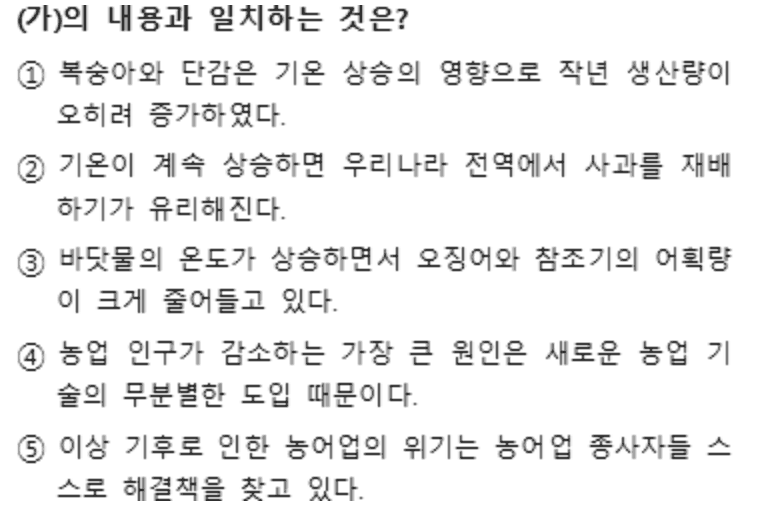 (가)의 내용과 일치하는 것은?
① 복숭아와 단감은 기온 상승의 영향으로 작년 생산량이
오히려 증가하였다.
② 기온이 계속 상승하면 우리나라 전역에서 사과를 재배
하기가 유리해진다.
③ 바닷물의 온도가 상승하면서 오징어와 참조기의 어획량
이 크게 줄어들고 있다.
④ 농업 인구가 감소하는 가장 큰 원인은 새로운 농업 기
술의 무분별한 도입 때문이다.
⑤ 이상 기후로 인한 농어업의 위기는 농어업 종사자들 스
스로 해결책을 찾고 있다.